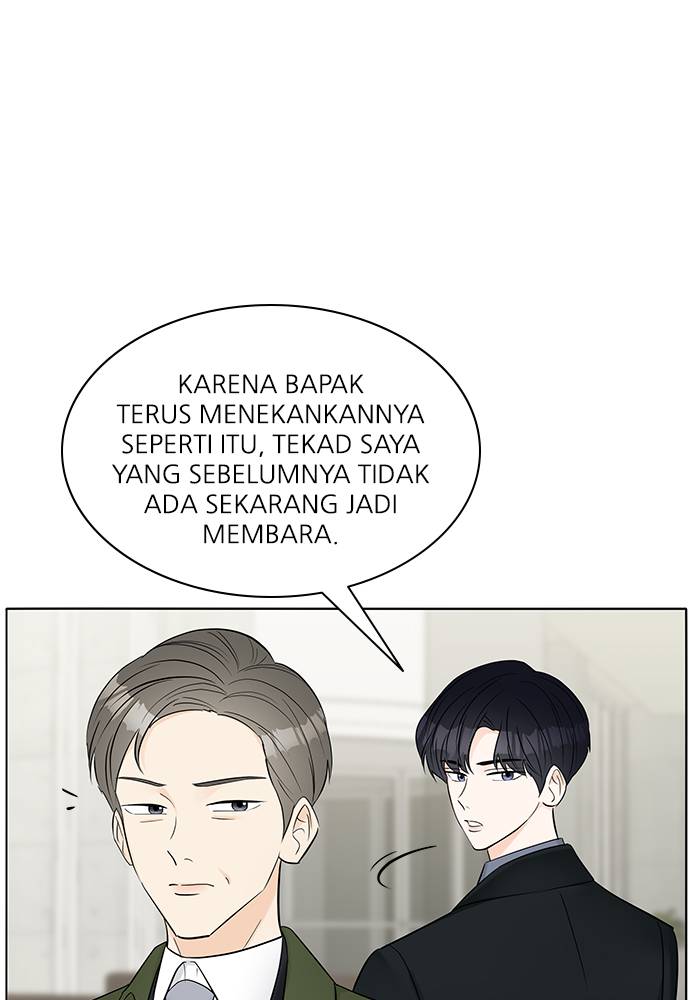 KARENA BAPAK
TERUS MENEKANKANNYA
SEPERTI ITU, TEKAD SAYA
YANG SEBELUMNYA TIDAK
ADA SEKARANG JADI
MEMBARA.